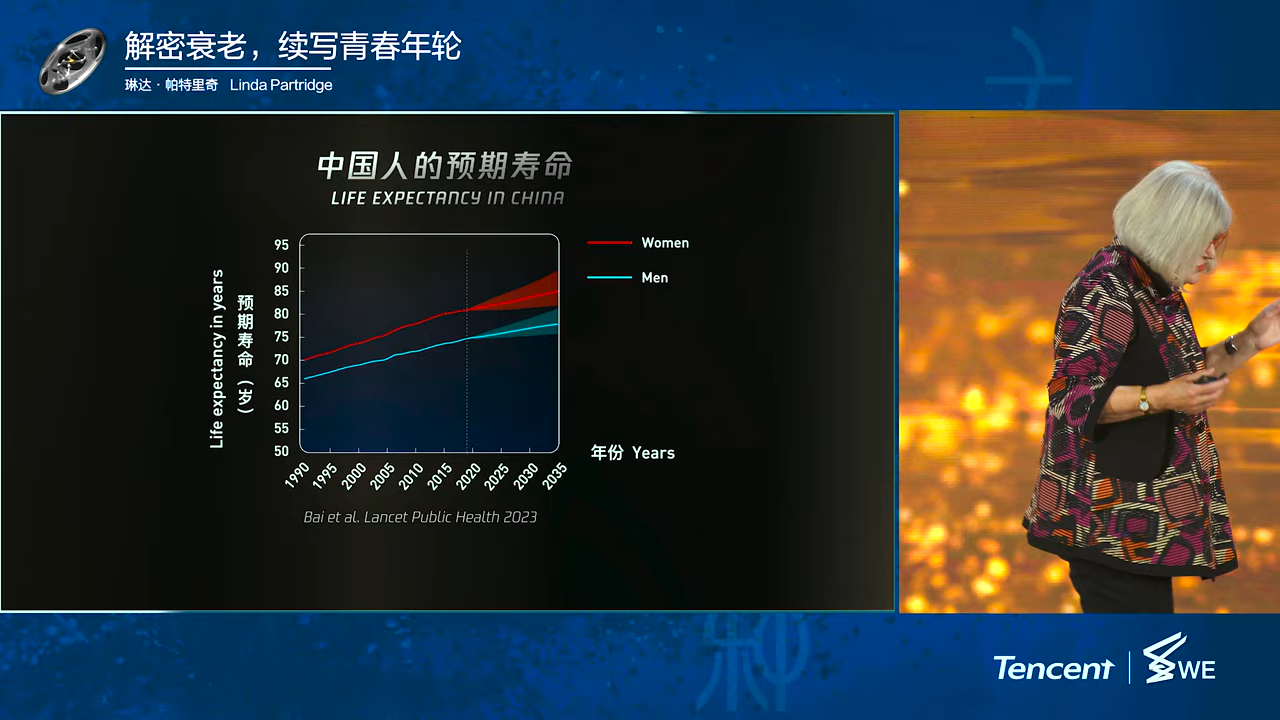 解密衰老，续写青春年轮
琳达·帕特里奇 Linda Partridge
中国人的预期寿命
LIFE EXPECTANCY IN CHINA
Life expectancy in years
预期寿命（岁）
95
90
85
80
75
70
65
60
55
50
1990
1995
2000
2005
2010
2015
2020
2025
2030
2035
Women
Men
年份 Years
Bai et al. Lancet Public Health 2023
Tencent
WE